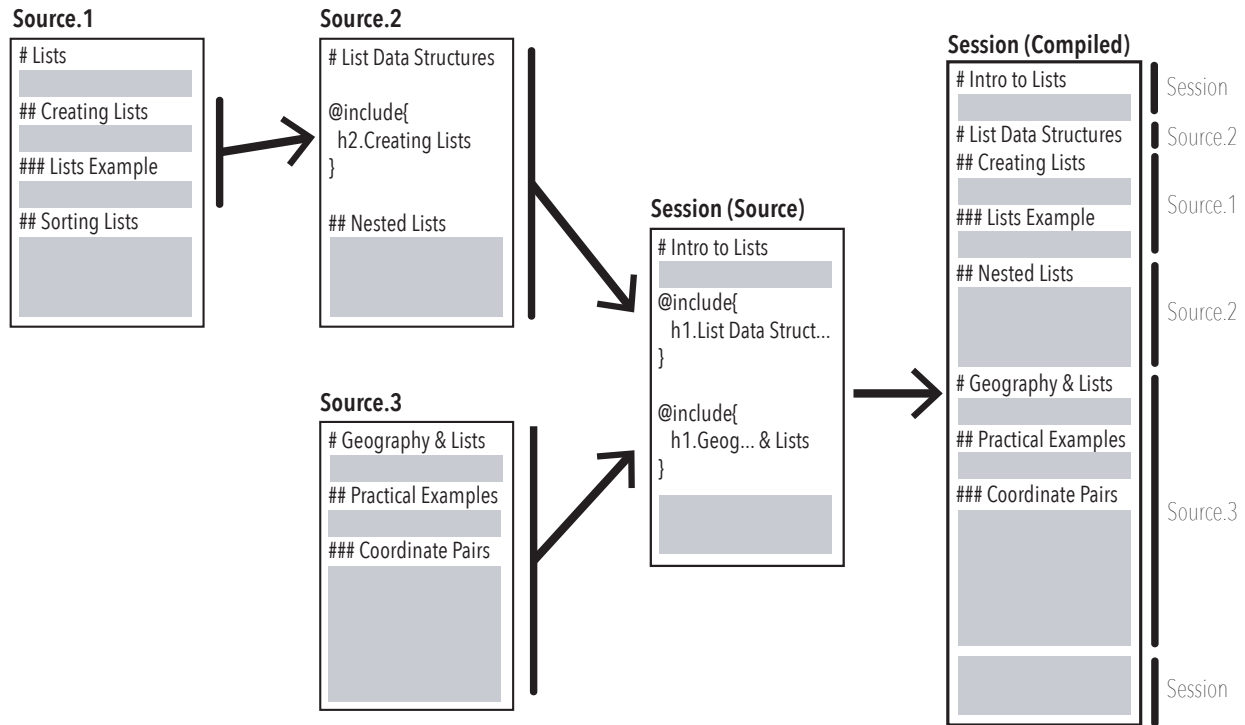 Source.1
# Lists
## Creating Lists
### Lists Example
## Sorting Lists
Source.2
# List Data Structures
@include{
h2.Creating Lists
}
## Nested Lists
Source.3
# Geography & Lists
## Practical Examples
### Coordinate Pairs
Session (Source)
# Intro to Lists
@include{
h1.List Data Struct...
}
@include{
h1.Geog... & Lists
}
Session (Compiled)
# Intro to Lists
# List Data Structures
## Creating Lists
### Lists Example
## Nested Lists
# Geography & Lists
## Practical Examples
### Coordinate Pairs
Session
Source.2
Source.1
Source.2
Source.3
Session